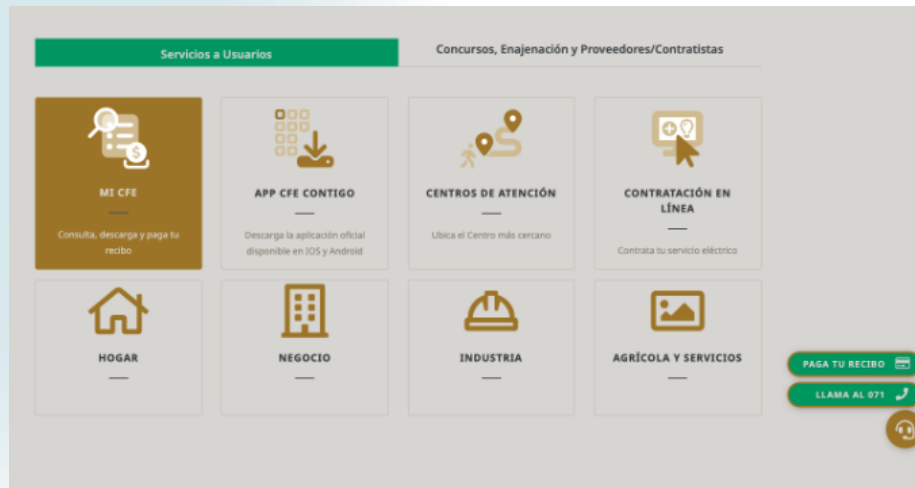 Servicios a Usuarios
Concursos, Enajenación y Proveedores/Contratistas
MI CFE
Consulta, descarga y paga tu
recibo
APP CFE CONTIGO
Descarga la aplicación oficial
disponible en IOS y Android
CENTROS DE ATENCIÓN
Ubica el Centro más cercano
CONTRATACIÓN EN
LÍNEA
Contrata tu servicio eléctrico
HOGAR
NEGOCIO
INDUSTRIA
AGRÍCOLA Y SERVICIOS
PAGA TU RECIBO
LLAMA AL 071